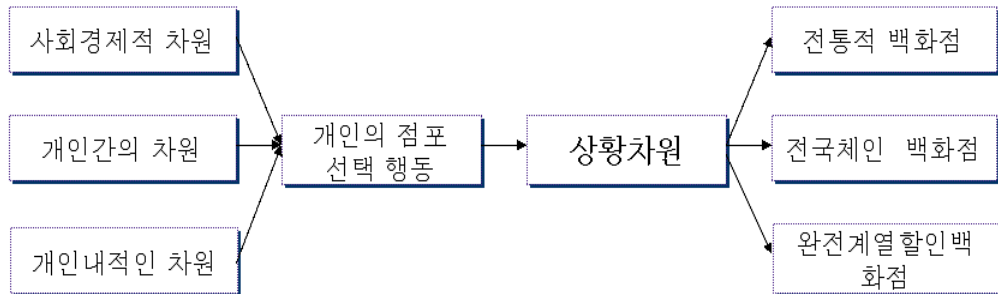 사회경제적 차원
개인간의 차원
개인내적인 차원
개인의 점포
선택 행동
상황차원
전통적 백화점
전국체인 백화점
완전계열할인백
화점